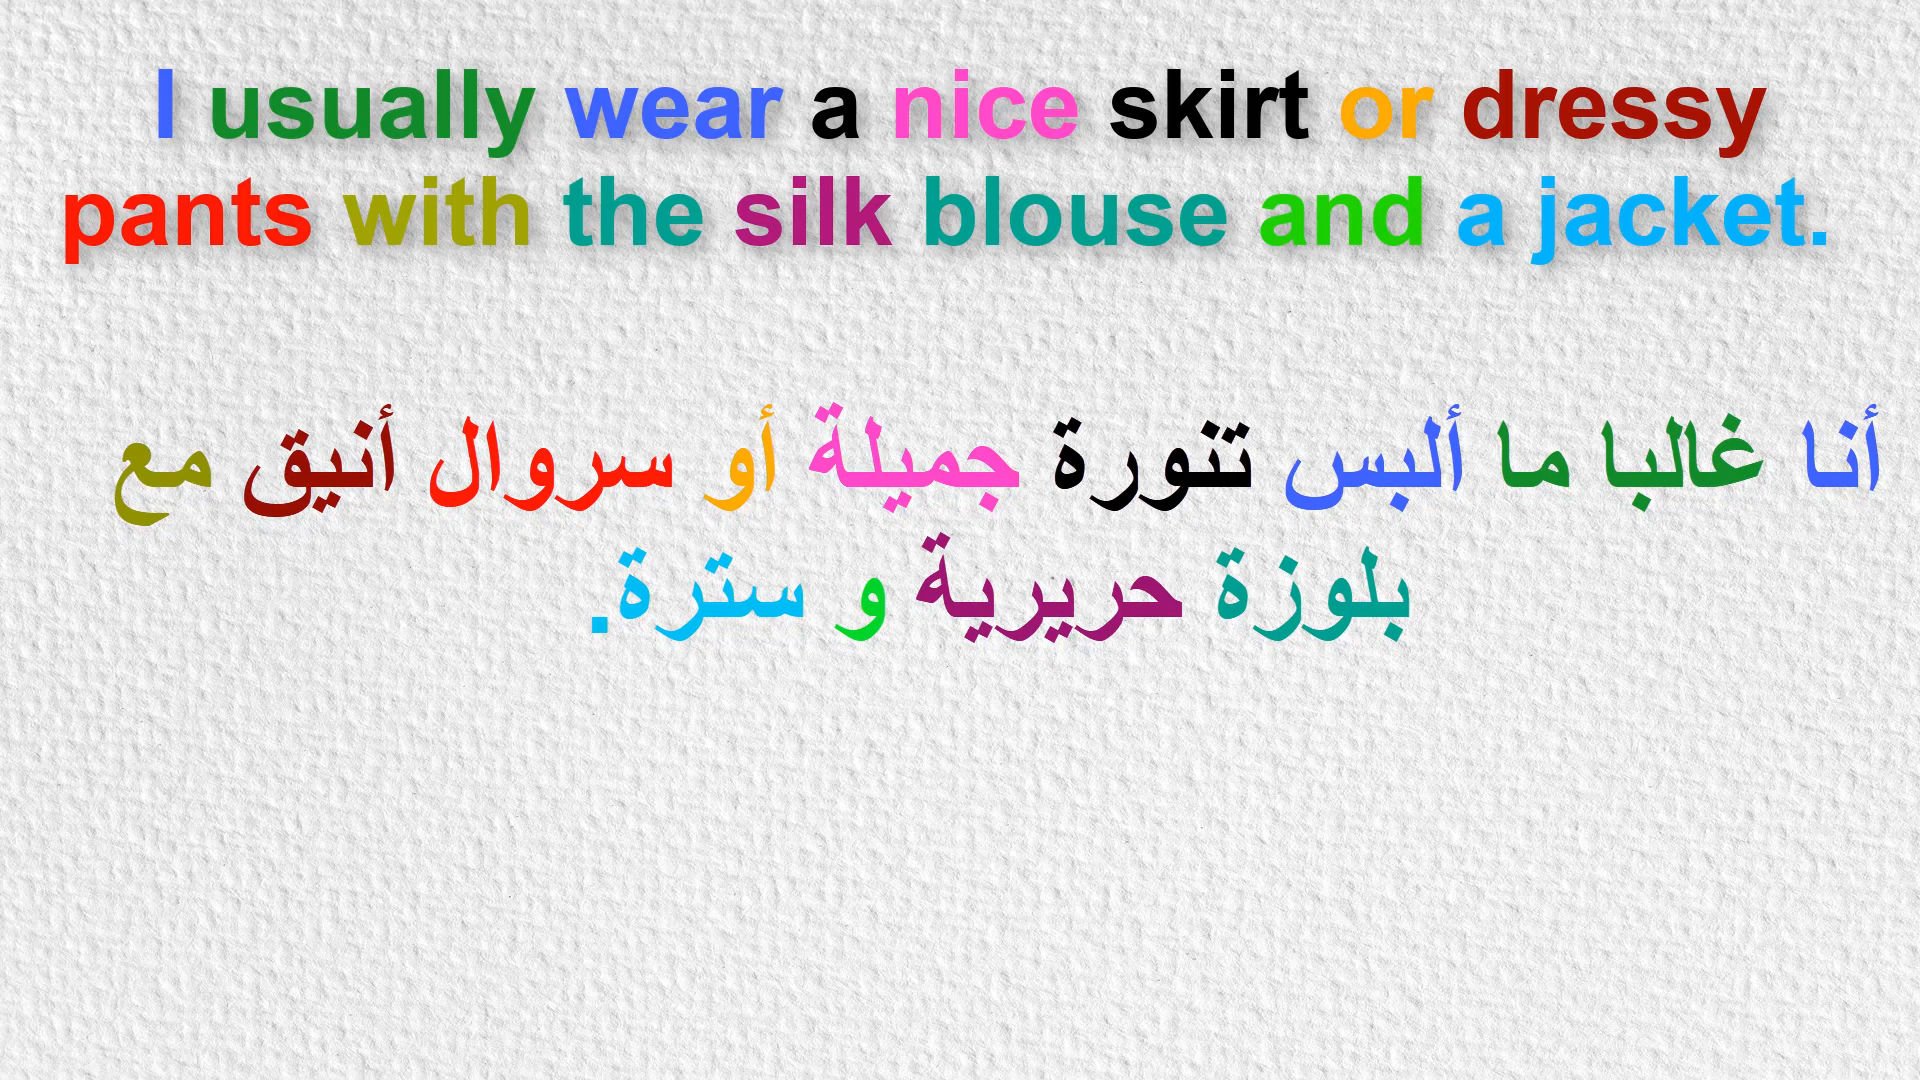 I usually wear a nice skirt or dressy
pants with the silk blouse and a jacket.
أنا غالبا ما ألبس تنورة جميلة أو سروال أنيق مع
بلوزة حريرية و سترة.